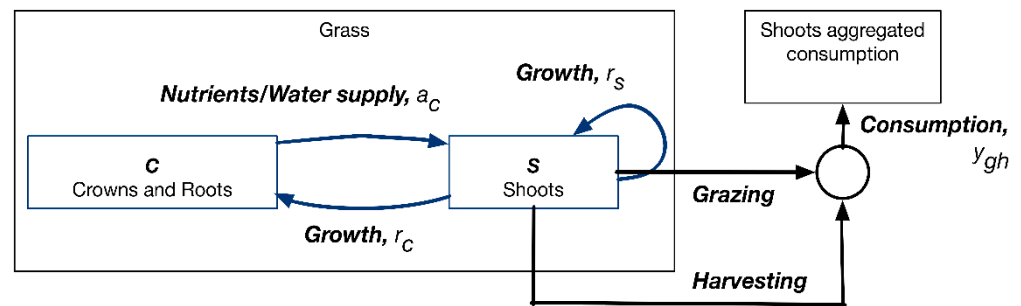 Grass
Shoots aggregated
consumption
Growth, rS
Nutrients/Water supply, aC
Consumption,
ygh
C
Crowns and Roots
S
Shoots
Grazing
Growth, rC
Harvesting